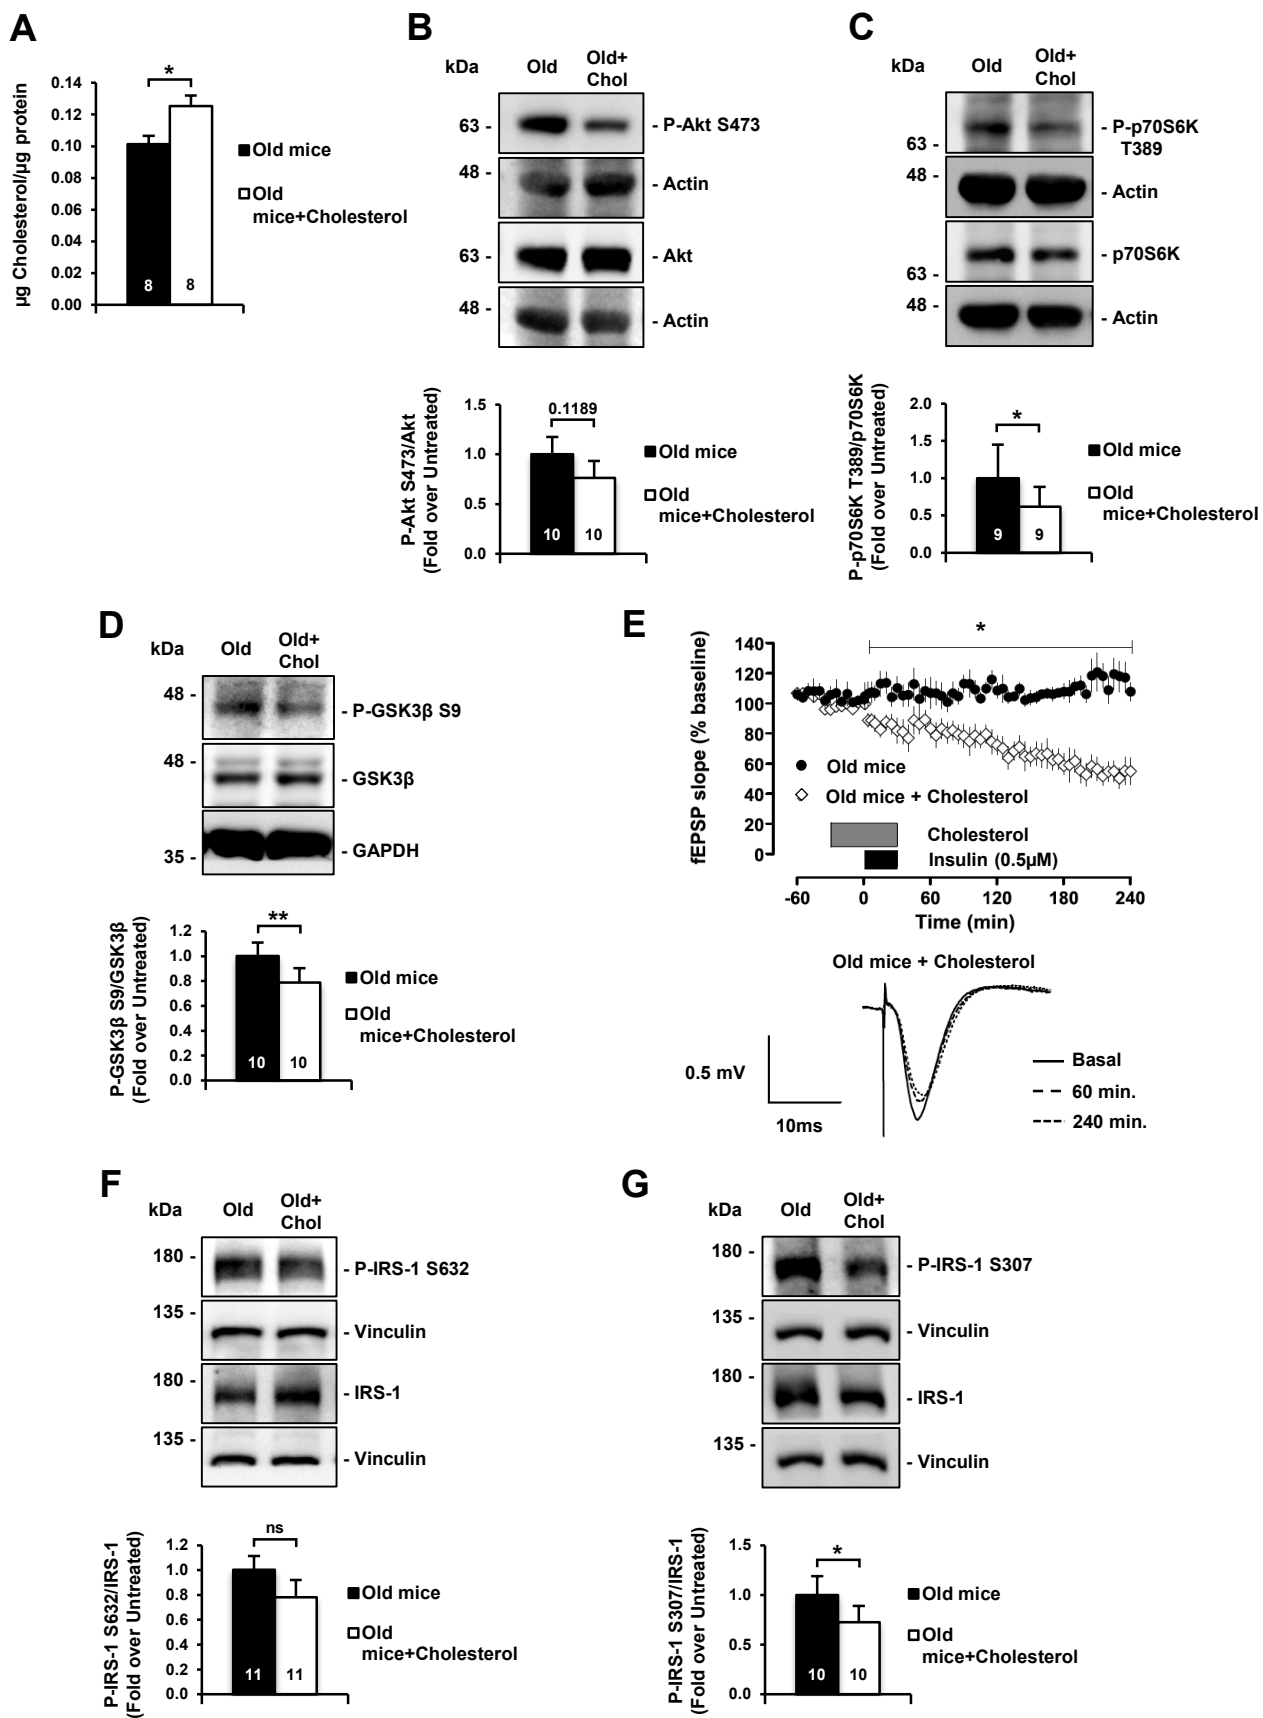 A
µg Cholesterol/µg protein
0.14
0.12
0.10
0.08
0.06
0.04
0.02
0.00
*
8
8
Old mice
Old
mice+Cholesterol
B
kDa
Old
Old+
Chol
63 -
- P-Akt S473
48 -
- Actin
63 -
- Akt
48 -
- Actin
P-Akt S473/Akt
(Fold over Untreated)
1.5
1.0
0.5
0.0
0.1189
10
10
Old mice
Old
mice+Cholesterol
C
kDa
Old
Old+
Chol
63 -
- P-p70S6K
T389
48 -
- Actin
63 -
- p70S6K
48 -
- Actin
P-p70S6K T389/p70S6K
(Fold over Untreated)
2.0
1.5
1.0
0.5
0.0
*
9
9
Old mice
Old
mice+Cholesterol
D
kDa
Old
Old+
Chol
48 -
- P-GSK3β S9
48 -
- GSK3β
35 -
- GAPDH
P-GSK3β S9/GSK3β
(Fold over Untreated)
1.2
1.0
0.8
0.6
0.4
0.2
0.0
**
10
10
Old mice
Old
mice+Cholesterol
E
fEPSP slope (% baseline)
140
120
100
80
60
40
20
0
*
Old mice
Old mice + Cholesterol
Cholesterol
Insulin (0.5µM)
-60
0
60
120
180
240
Time (min)
Old mice + Cholesterol
0.5 mV
10ms
Basal
60 min.
240 min.
F
kDa
Old
Old+
Chol
180 -
- P-IRS-1 S632
135 -
- Vinculin
180 -
- IRS-1
135 -
- Vinculin
P-IRS-1 S632/IRS-1
(Fold over Untreated)
1.2
1.0
0.8
0.6
0.4
0.2
0.0
ns
11
11
Old mice
Old
mice+Cholesterol
G
kDa
Old
Old+
Chol
180 -
- P-IRS-1 S307
135 -
- Vinculin
180 -
- IRS-1
135 -
- Vinculin
P-IRS-1 S307/IRS-1
(Fold over Untreated)
1.5
1.0
0.5
0.0
*
10
10
Old mice
Old
mice+Cholesterol